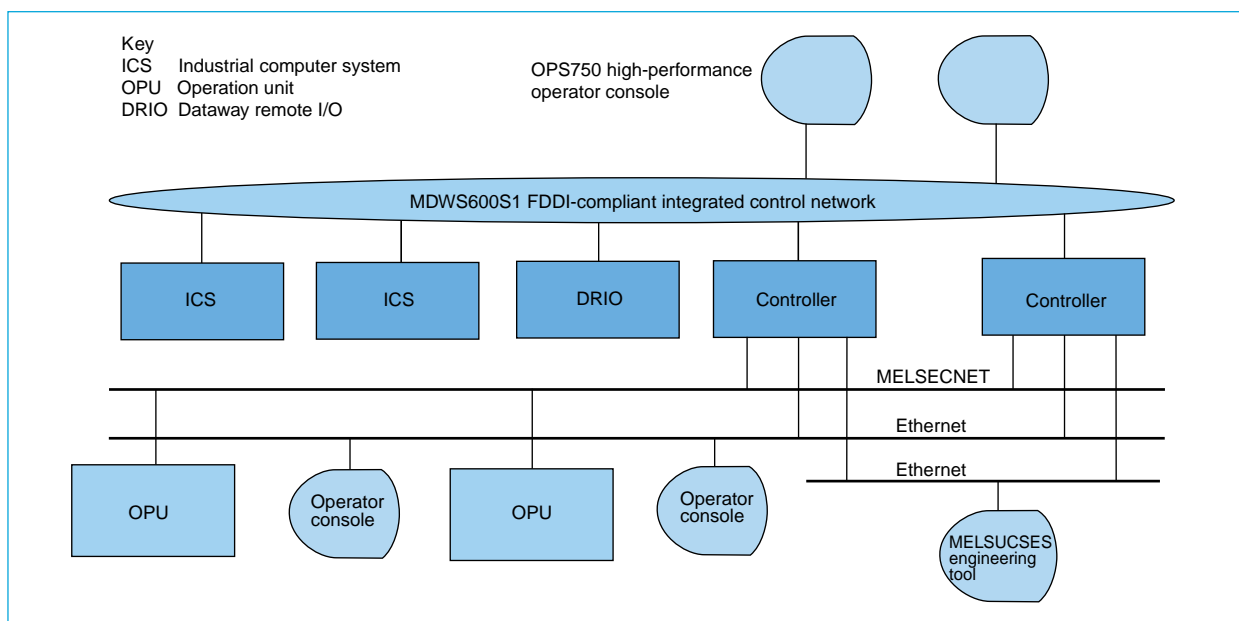 Key
ICS Industrial computer system
OPU Operation unit
DRIO Dataway remote I/O
OPS750 high-performance
operator console
MDWS600S1 FDDI-compliant integrated control network
ICS
ICS
DRIO
Controller
Controller
MELSECNET
Ethernet
Ethernet
OPU
Operator
console
OPU
Operator
console
MELSUCSES
engineering
tool